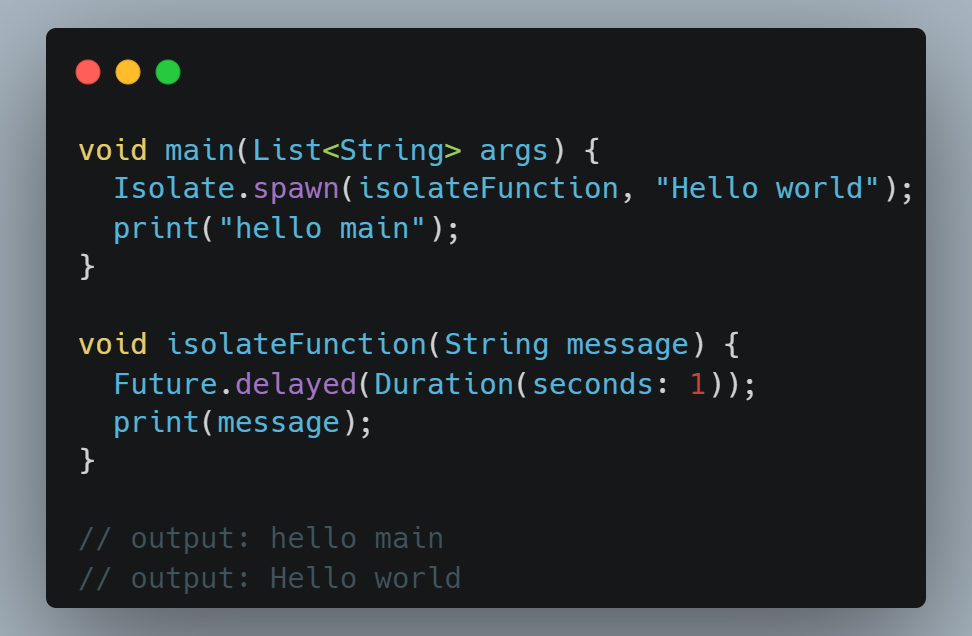 void main(List<String> args) {
  Isolate.spawn(isolateFunction, "Hello world");
  print("hello main");
}
void isolateFunction(String message) {
  Future.delayed(Duration(seconds: 1));
  print(message);
}
// output: hello main
// output: Hello world